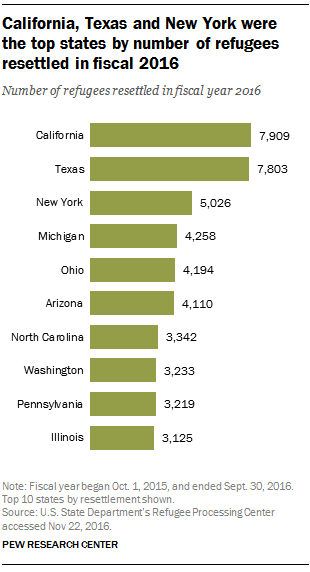 California, Texas and New York were
the top states by number of refugees
resettled in fiscal 2016
Number of refugees resettled in fiscal year 2016
California 7,909
Texas 7,803
New York 5,026
Michigan 4,258
Ohio 4,194
Arizona 4,110
North Carolina 3,342
Washington 3,233
Pennsylvania 3,219
Illinois 3,125
Note: Fiscal year began Oct. 1, 2015, and ended Sept. 30, 2016.
Top 10 states by resettlement shown.
Source: U.S. State Department's Refugee Processing Center
accessed Nov 22, 2016.
PEW RESEARCH CENTER